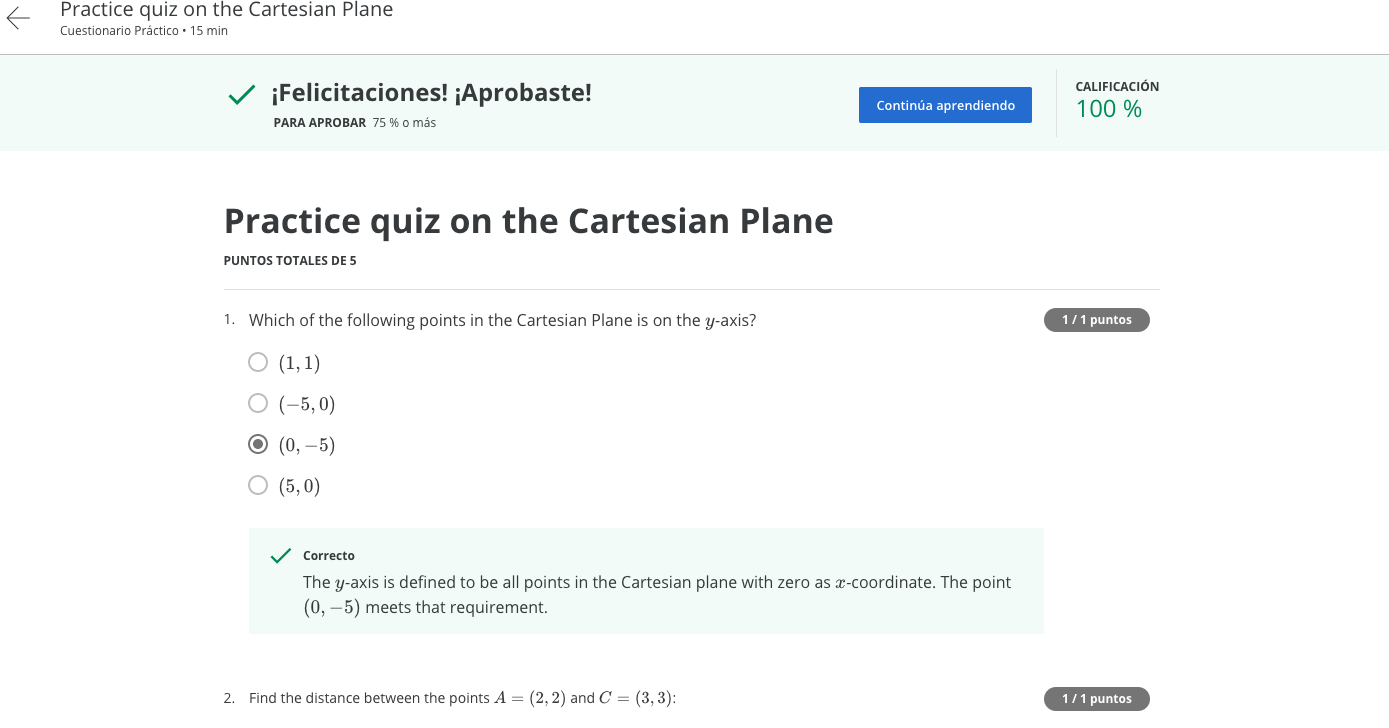 Practice quiz on the Cartesian Plane
Cuestionario Práctico • 15 min
¡Felicitaciones! ¡Aprobaste!
PARA APROBAR 75 % o más
Continúa aprendiendo
CALIFICACIÓN
100 %
Practice quiz on the Cartesian Plane
PUNTOS TOTALES DE 5
1. Which of the following points in the Cartesian Plane is on the y-axis?
1 / 1 puntos
(1, 1)
(−5, 0)
(0, −5)
(5, 0)
Correcto
The y-axis is defined to be all points in the Cartesian plane with zero as x-coordinate. The point
(0, −5) meets that requirement.
2. Find the distance between the points A = (2, 2) and C = (3, 3):
1 / 1 puntos